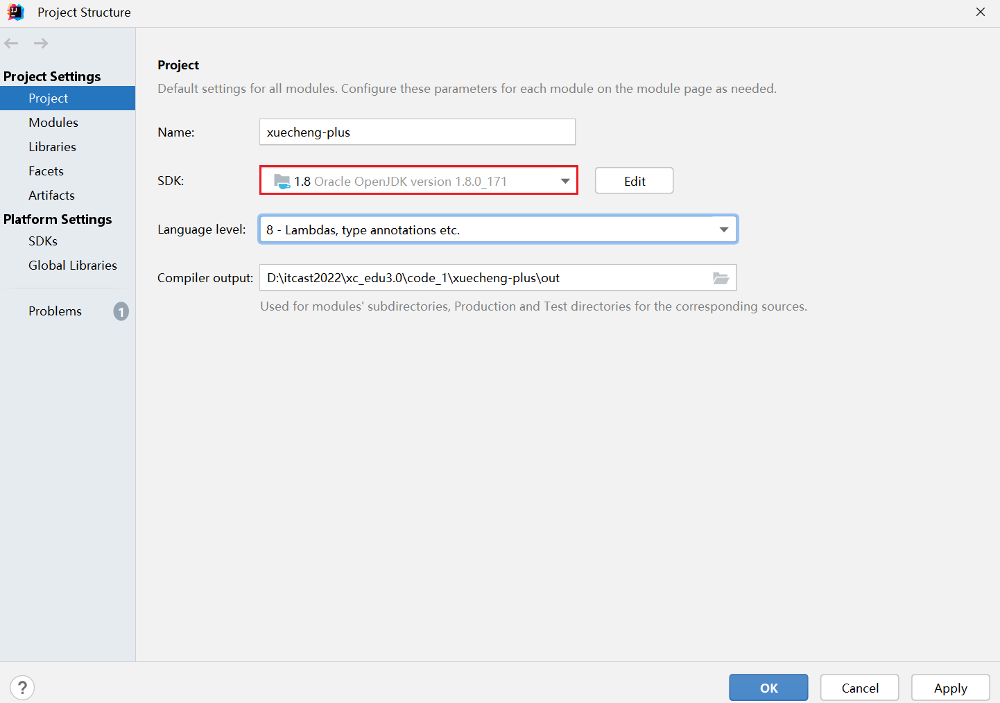 Project Structure
Project Settings
Project
Modules
Libraries
Facets
Artifacts
Platform Settings
SDKs
Global Libraries
Problems 1
Project
Default settings for all modules. Configure these parameters for each module on the module page as needed.
Name: xuecheng-plus
SDK: 1.8 Oracle OpenJDK version 1.8.0_171 Edit
Language level: 8 - Lambdas, type annotations etc.
Compiler output: D:\itcast2022\xc_edu3.0\code_1\xuecheng-plus\out
Used for modules' subdirectories, Production and Test directories for the corresponding sources.
? OK Cancel Apply